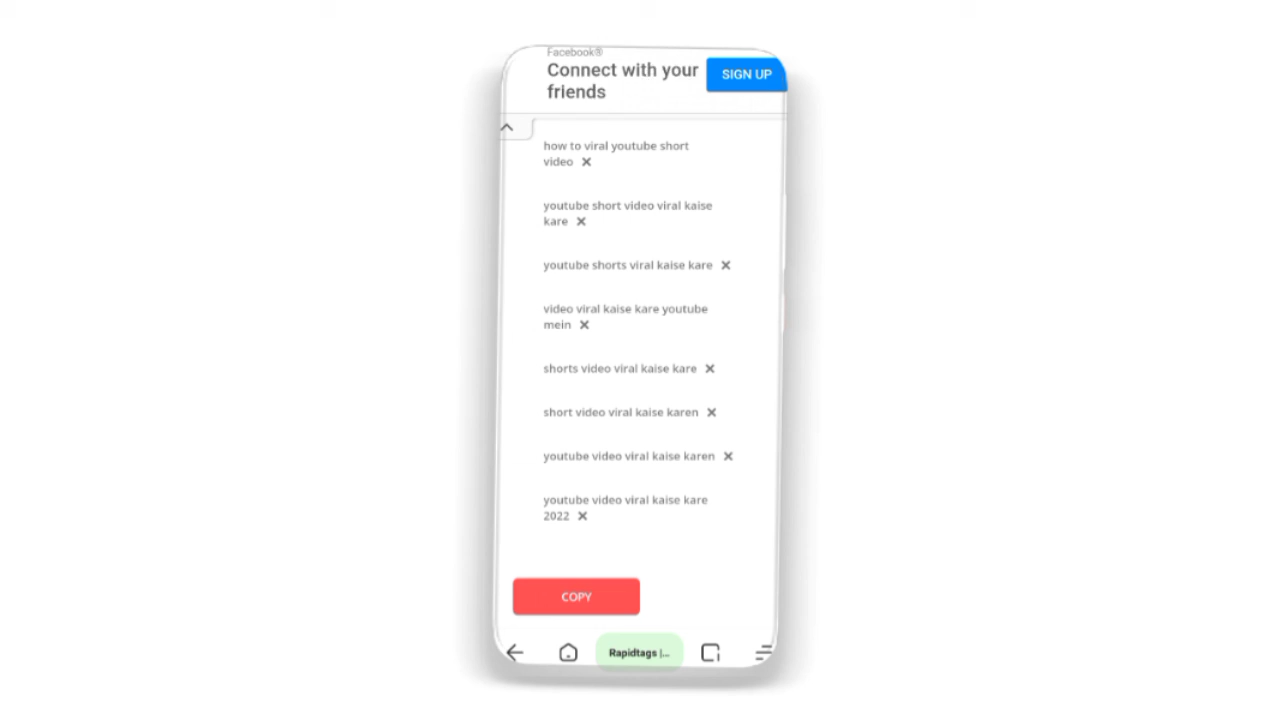 Facebook®
Connect with your
friends
SIGN UP
how to viral youtube short
video ✕
youtube short video viral kaise
kare ✕
youtube shorts viral kaise kare ✕
video viral kaise kare youtube
mein ✕
shorts video viral kaise kare ✕
short video viral kaise karen ✕
youtube video viral kaise karen ✕
youtube video viral kaise kare
2022 ✕
COPY
Rapidtags |...